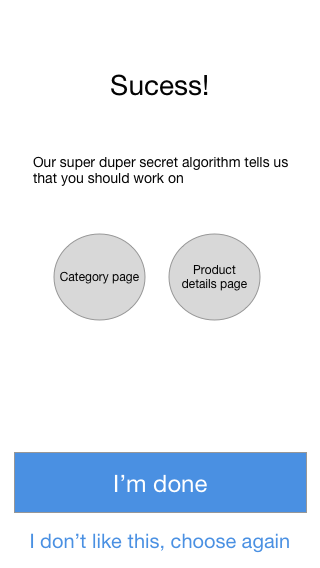 Sucess!
Our super duper secret algorithm tells us
that you should work on
Category page
Product
details page
I’m done
I don’t like this, choose again